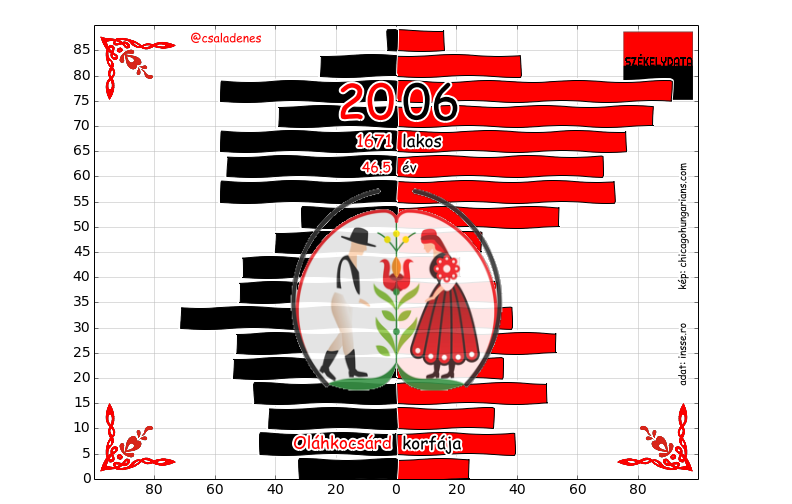 @csaladenes
SZÉKELYDATA
2006
1671 lakos
46.5 év
kép: chicagohungarians.com
adat: insse.ro
Oláhkocsárd korfája
85
80
75
70
65
60
55
50
45
40
35
30
25
20
15
10
5
0
80 60 40 20 0 20 40 60 80